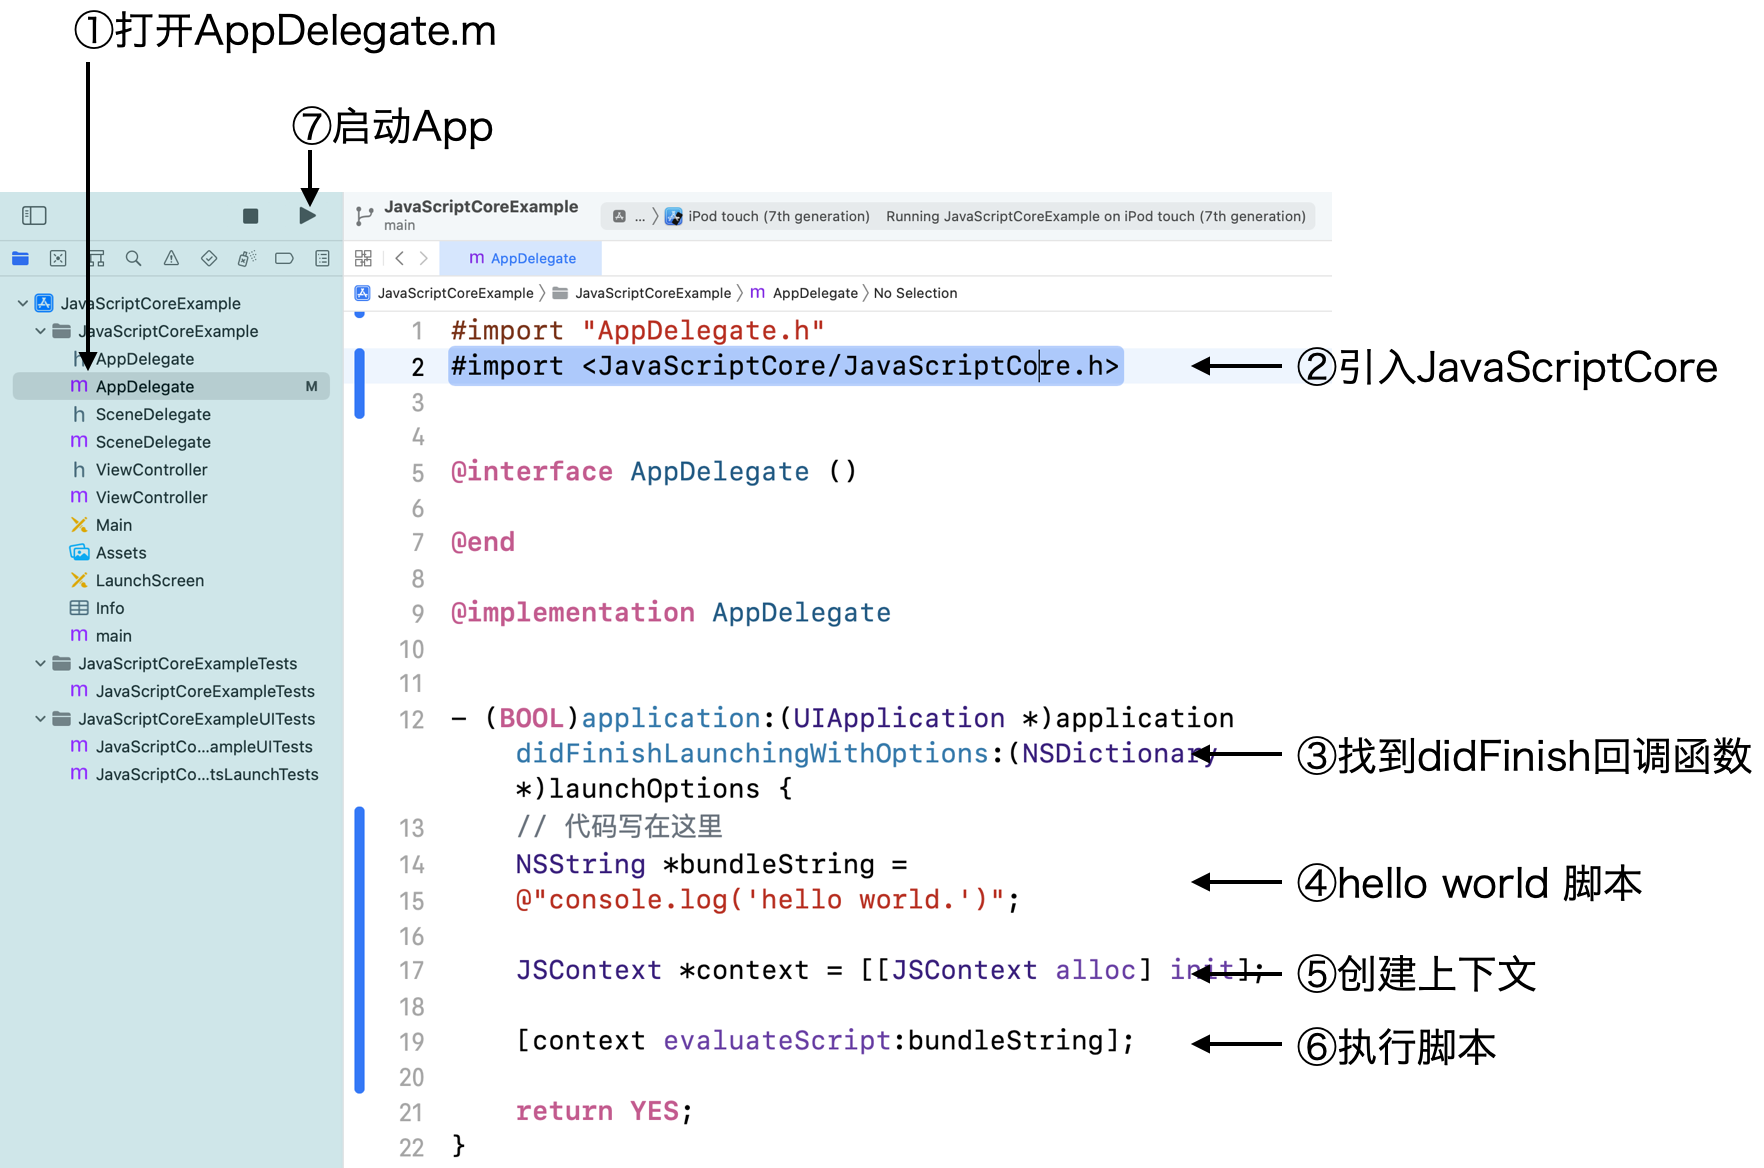 ①打开AppDelegate.m
⑦启动App
JavaScriptCoreExample
main
... 〉 iPod touch (7th generation) Running JavaScriptCoreExample on iPod touch (7th generation)
m AppDelegate
JavaScriptCoreExample 〉 JavaScriptCoreExample 〉 m AppDelegate 〉 No Selection
JavaScriptCoreExample
JavaScriptCoreExample
h AppDelegate
m AppDelegate M
h SceneDelegate
m SceneDelegate
h ViewController
m ViewController
Main
Assets
LaunchScreen
Info
m main
JavaScriptCoreExampleTests
m JavaScriptCoreExampleTests
JavaScriptCoreExampleUITests
m JavaScriptCo...ampleUITests
m JavaScriptCo...tsLaunchTests
1 #import "AppDelegate.h"
2 #import <JavaScriptCore/JavaScriptCore.h>
②引入JavaScriptCore
3
4
5 @interface AppDelegate ()
6
7 @end
8
9 @implementation AppDelegate
10
11
12 - (BOOL)application:(UIApplication *)application
didFinishLaunchingWithOptions:(NSDictionary
③找到didFinish回调函数
*)launchOptions {
13 // 代码写在这里
14 NSString *bundleString =
④hello world 脚本
15 @"console.log('hello world.')";
16
17 JSContext *context = [[JSContext alloc] init];
⑤创建上下文
18
19 [context evaluateScript:bundleString];
⑥执行脚本
20
21 return YES;
22 }